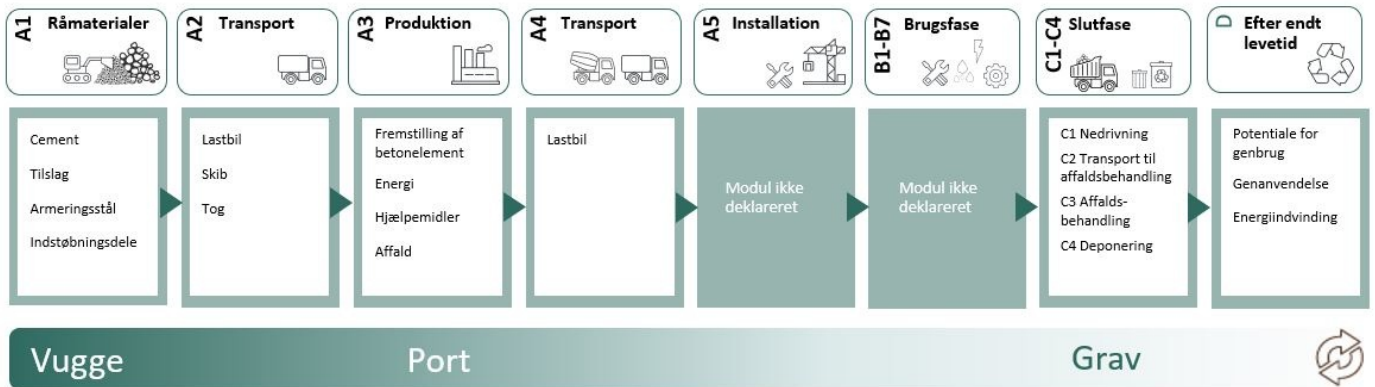 A1 Råmaterialer
A2 Transport
A3 Produktion
A4 Transport
A5 Installation
B1-B7 Brugsfase
C1-C4 Slutfase
D Efter endt
levetid
Cement
Tilslag
Armeringsstål
Indstøbningsdele
Lastbil
Skib
Tog
Fremstilling af
betonelement
Energi
Hjælpemidler
Affald
Lastbil
Modul ikke
deklareret
Modul ikke
deklareret
C1 Nedrivning
C2 Transport til
affaldsbehandling
C3 Affalds-
behandling
C4 Deponering
Potentiale for
genbrug
Genanvendelse
Energiindvinding
Vugge
Port
Grav